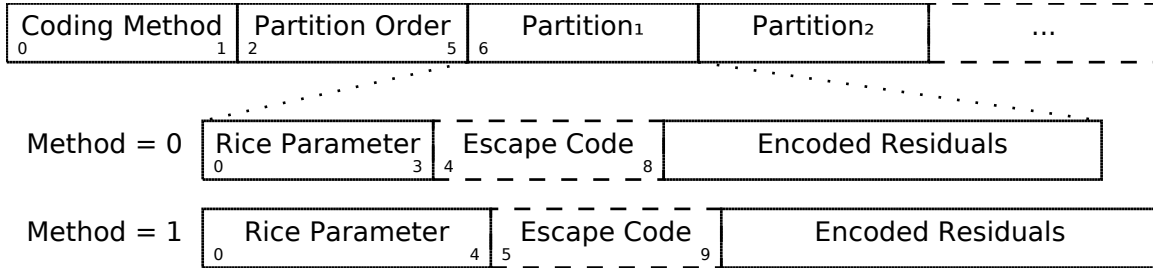 Coding Method Partition Order Partition₁ Partition₂ ...
0 1 2 5 6
Method = 0 Rice Parameter Escape Code Encoded Residuals
0 3 4 8
Method = 1 Rice Parameter Escape Code Encoded Residuals
0 4 5 9